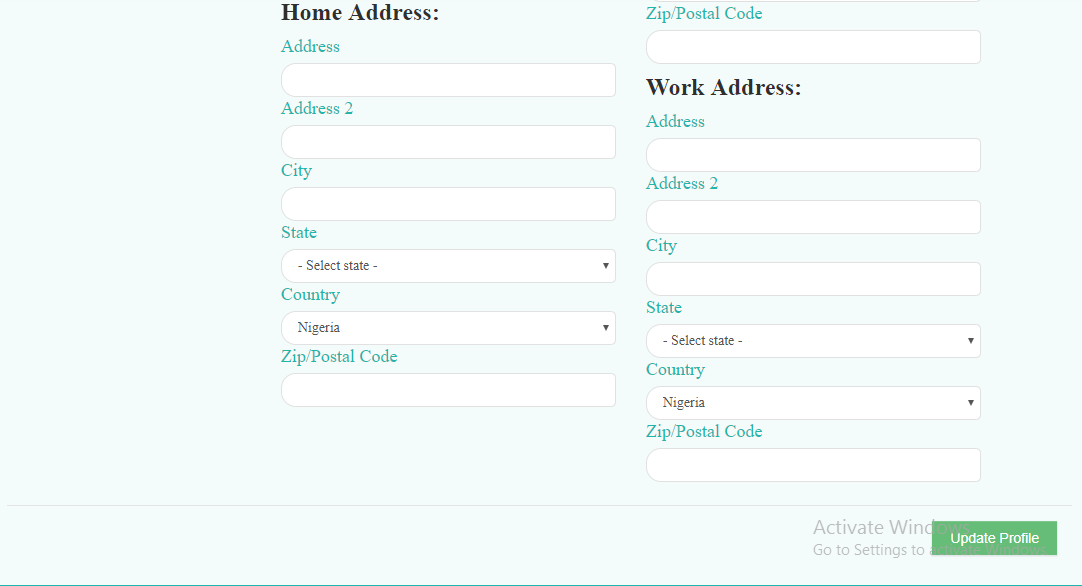 Home Address:
Address
Address 2
City
State
- Select state -
Country
Nigeria
Zip/Postal Code
Zip/Postal Code
Work Address:
Address
Address 2
City
State
- Select state -
Country
Nigeria
Zip/Postal Code
Activate Windows
Go to Settings to activate Windows.
Update Profile